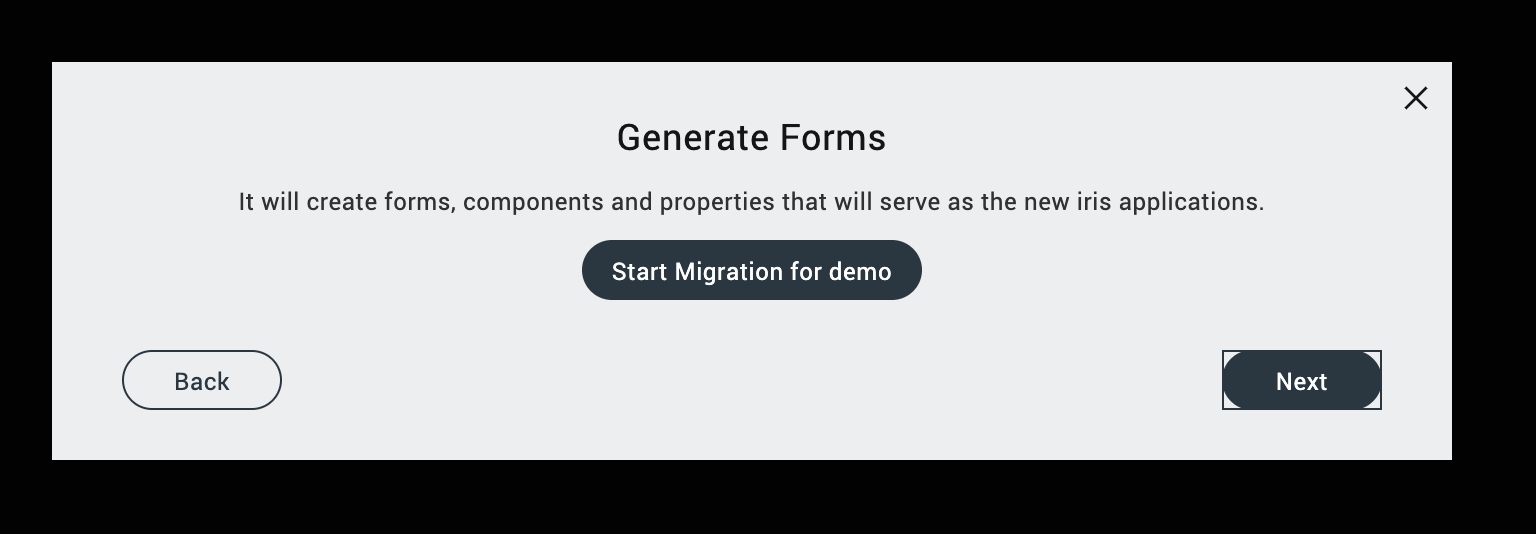 Generate Forms
It will create forms, components and properties that will serve as the new iris applications.
Start Migration for demo
Back
Next